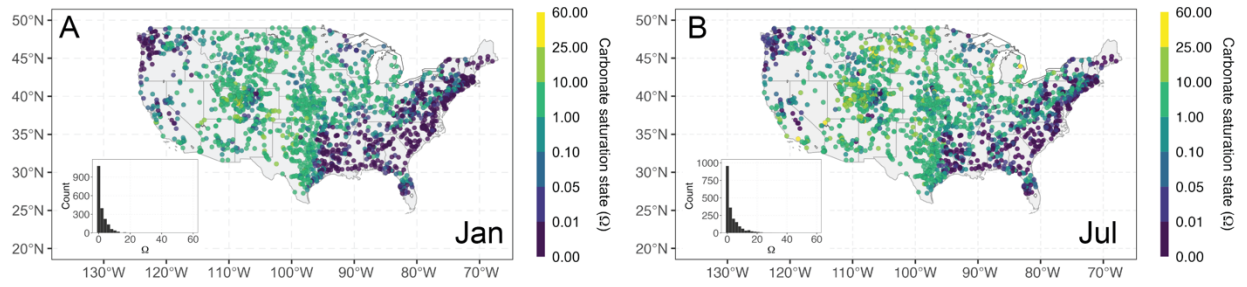 A
50°N
45°N
40°N
35°N
30°N
25°N
20°N
130°W 120°W 110°W 100°W 90°W 80°W 70°W
Count
900
600
300
0
0 20 40 60
Ω
Jan
60.00
25.00
10.00
1.00
0.10
0.05
0.01
0.00
Carbonate saturation state (Ω)
B
50°N
45°N
40°N
35°N
30°N
25°N
20°N
130°W 120°W 110°W 100°W 90°W 80°W 70°W
Count
1000
750
500
250
0
0 20 40 60
Ω
Jul
60.00
25.00
10.00
1.00
0.10
0.05
0.01
0.00
Carbonate saturation state (Ω)